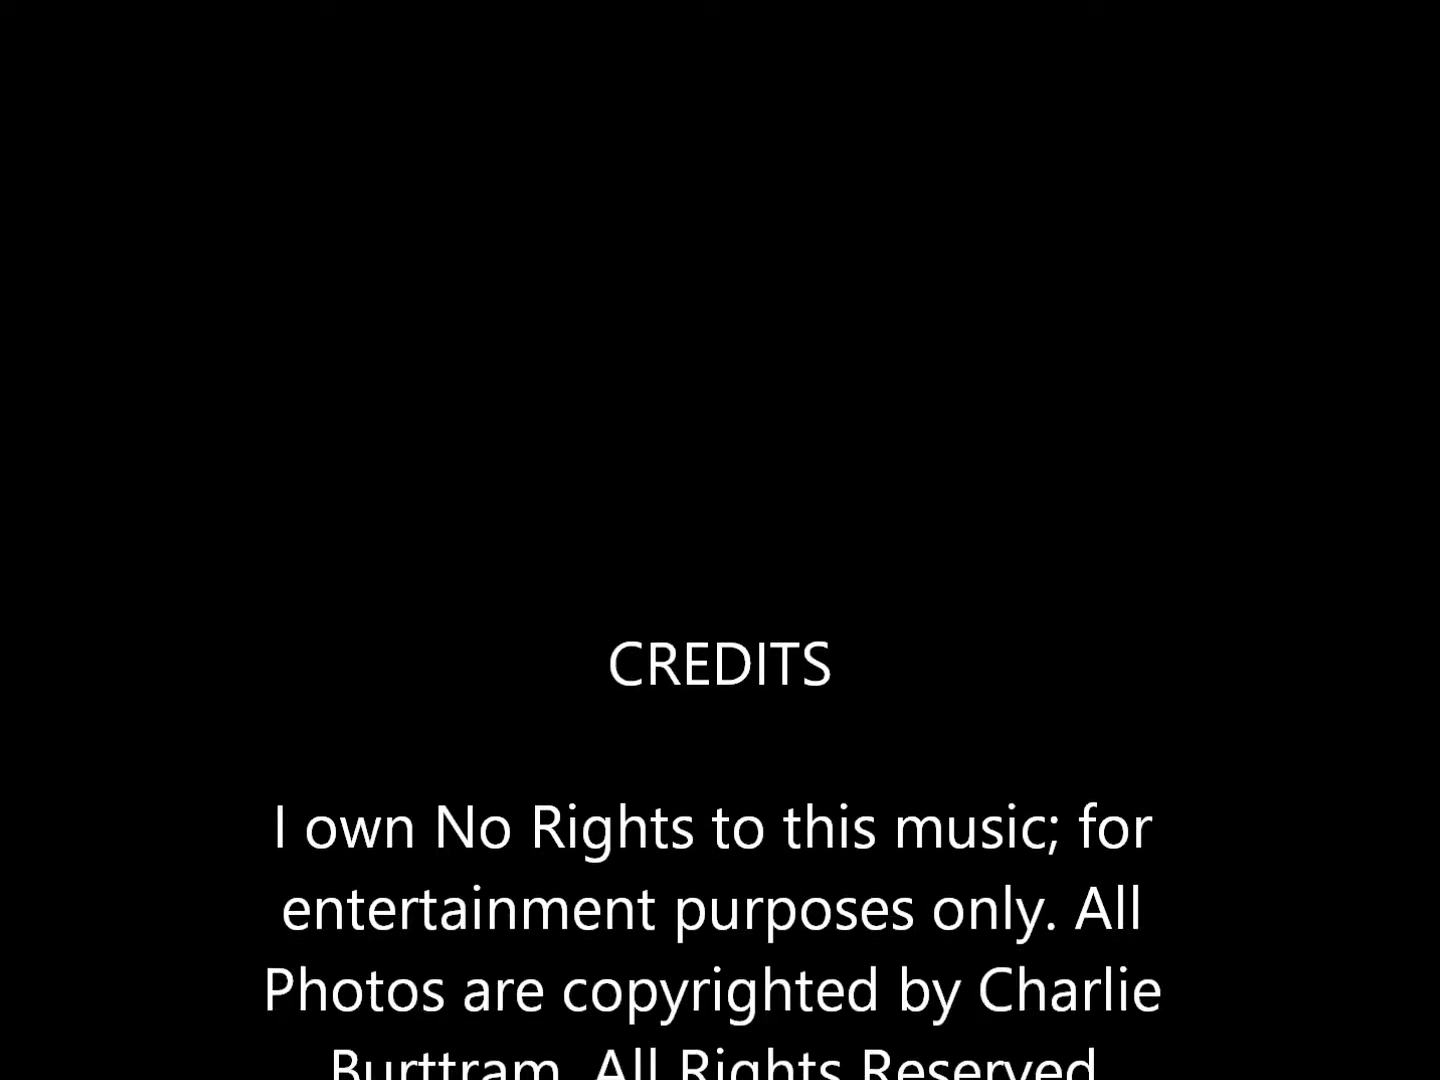 CREDITS
I own No Rights to this music; for
entertainment purposes only. All
Photos are copyrighted by Charlie
Burttram. All Rights Reserved